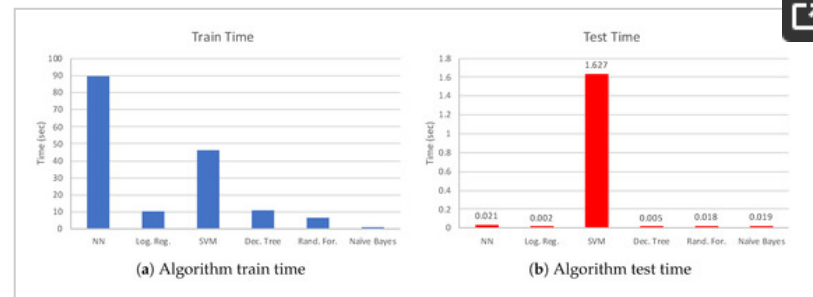 Train Time
100
90
80
70
60
50
40
30
20
10
0
Time (sec)
NN Log. Reg. SVM Dec. Tree Rand. For. Naïve Bayes
(a) Algorithm train time
Test Time
1.8
1.6
1.4
1.2
1
0.8
0.6
0.4
0.2
0
Time (sec)
0.021 0.002 1.627 0.005 0.018 0.019
NN Log. Reg. SVM Dec. Tree Rand. For. Naïve Bayes
(b) Algorithm test time